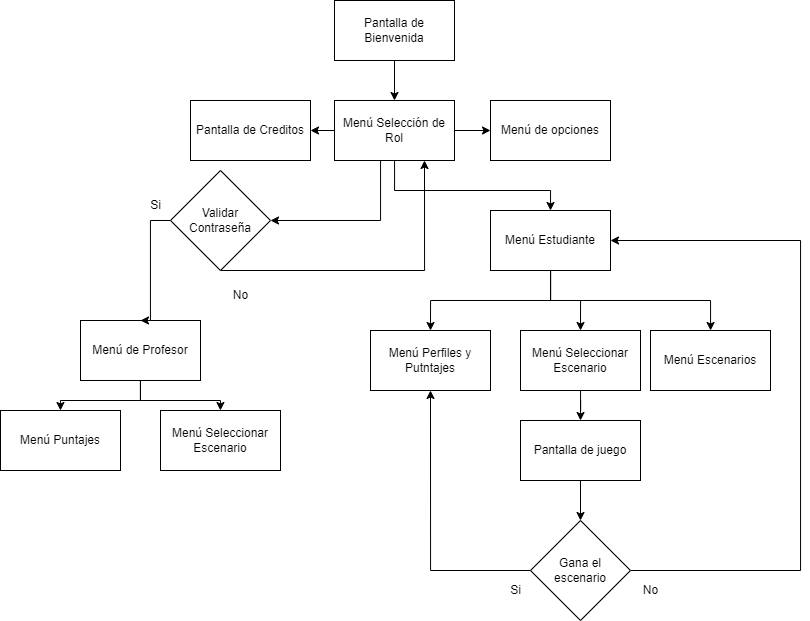 Pantalla de
Bienvenida
Pantalla de Creditos
Menú Selección de
Rol
Menú de opciones
Si
Validar
Contraseña
No
Menú Estudiante
Menú de Profesor
Menú Perfiles y
Putntajes
Menú Seleccionar
Escenario
Menú Escenarios
Menú Puntajes
Menú Seleccionar
Escenario
Pantalla de juego
Gana el
escenario
Si
No